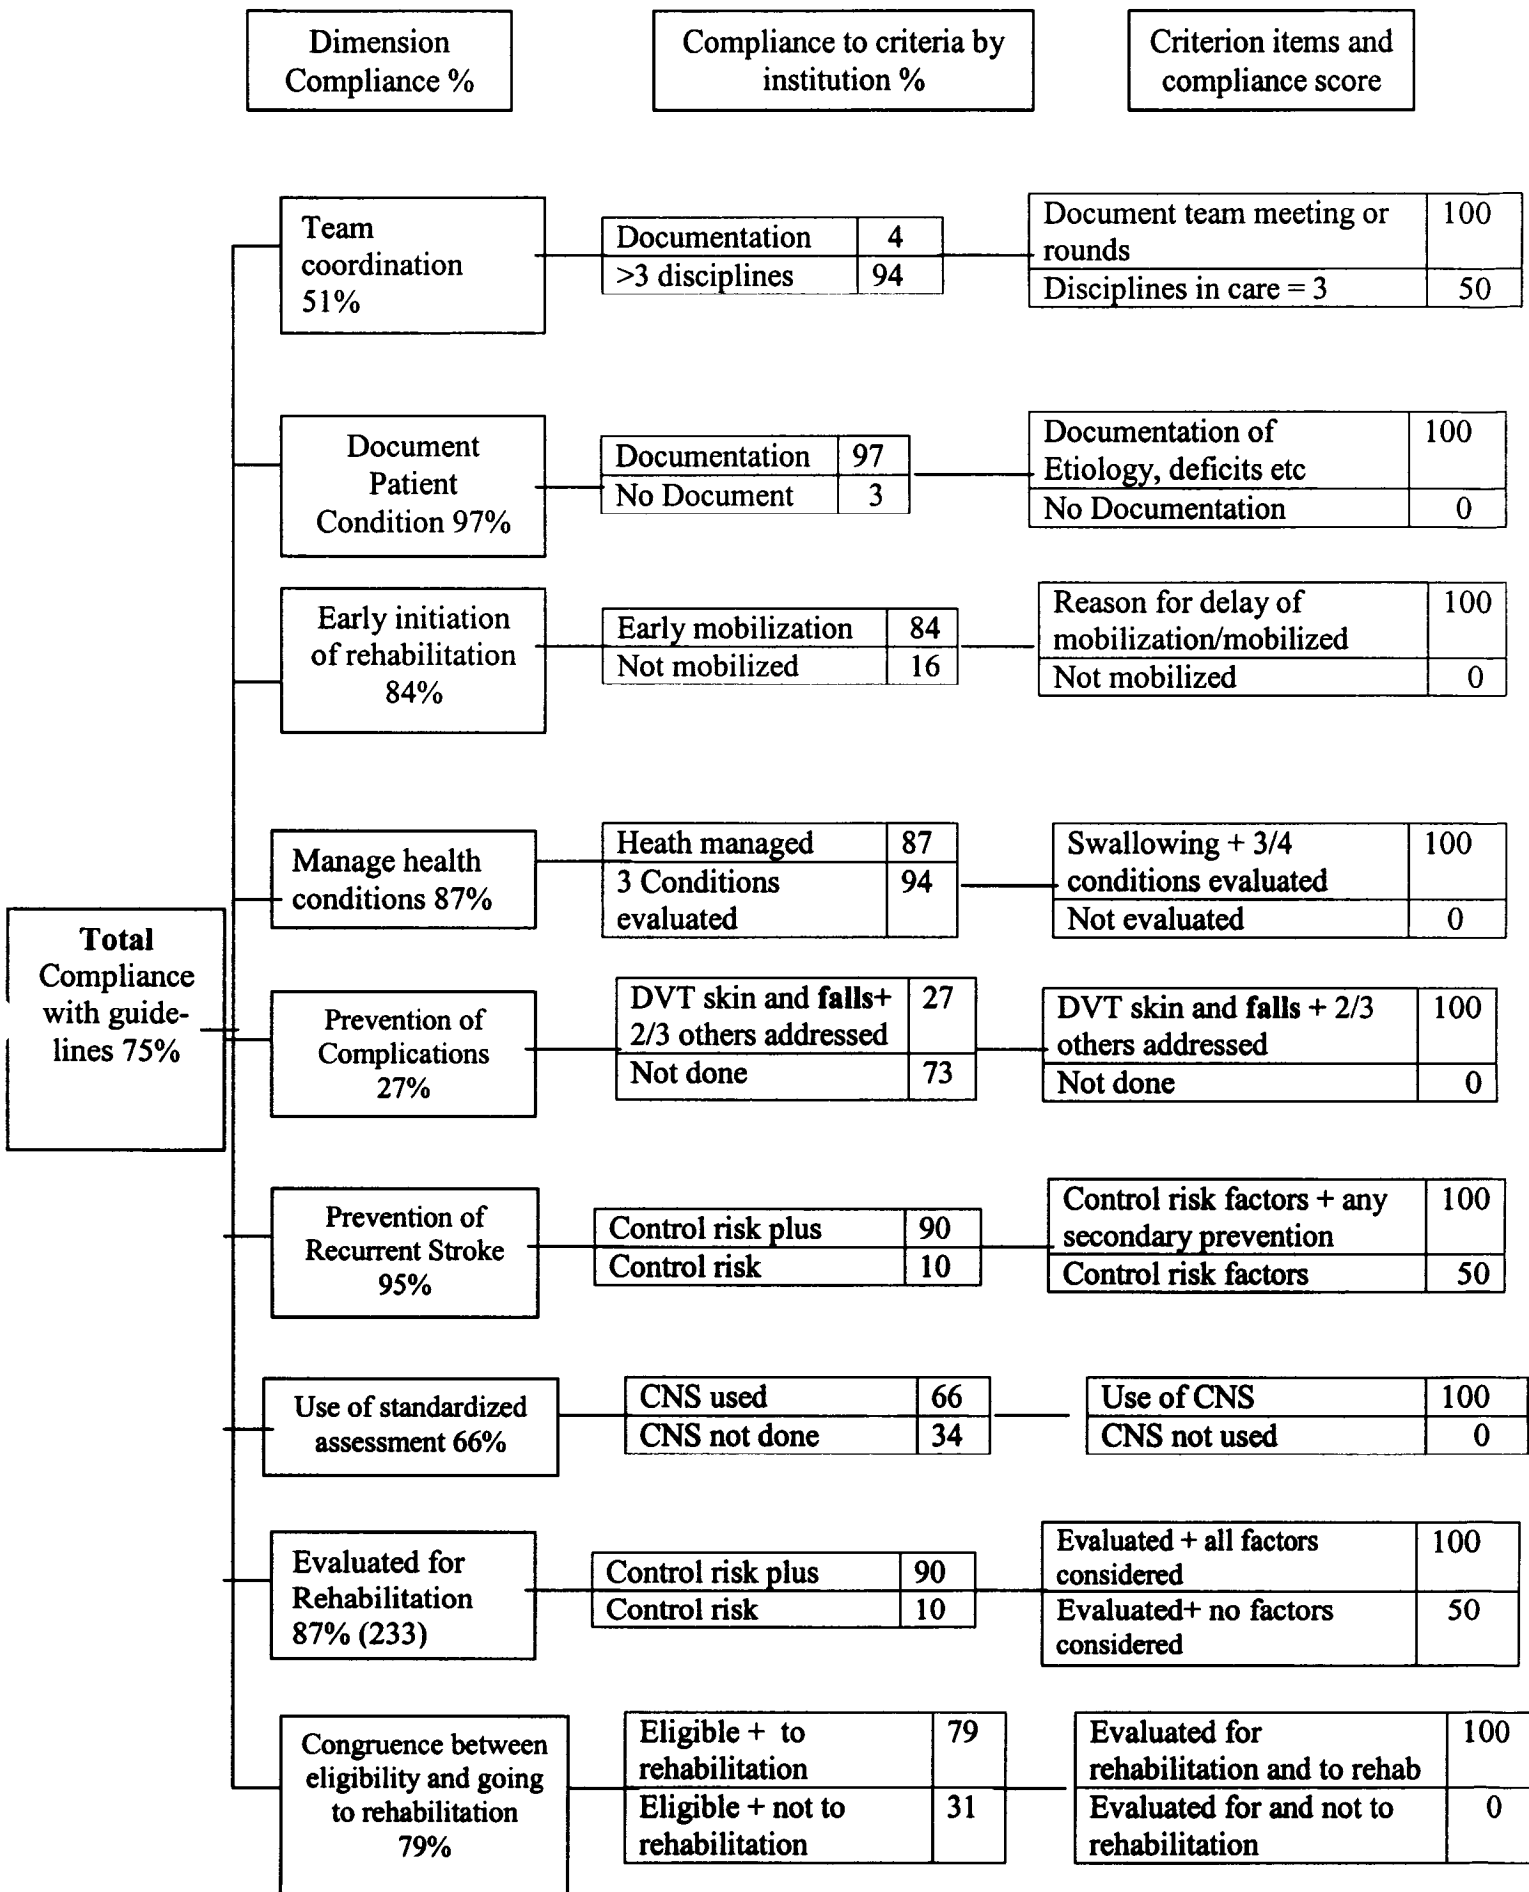 Dimension
Compliance %
Compliance to criteria by
institution %
Criterion items and
compliance score
Total
Compliance
with guide-
lines 75%
Team
coordination
51%
Documentation 4
>3 disciplines 94
Document team meeting or 100
rounds
Disciplines in care = 3 50
Document
Patient
Condition 97%
Documentation 97
No Document 3
Documentation of 100
Etiology, deficits etc
No Documentation 0
Early initiation
of rehabilitation
84%
Early mobilization 84
Not mobilized 16
Reason for delay of 100
mobilization/mobilized
Not mobilized 0
Manage health
conditions 87%
Heath managed 87
3 Conditions 94
evaluated
Swallowing + 3/4 100
conditions evaluated
Not evaluated 0
Prevention of
Complications
27%
DVT skin and falls+ 27
2/3 others addressed
Not done 73
DVT skin and falls + 2/3 100
others addressed
Not done 0
Prevention of
Recurrent Stroke
95%
Control risk plus 90
Control risk 10
Control risk factors + any 100
secondary prevention
Control risk factors 50
Use of standardized
assessment 66%
CNS used 66
CNS not done 34
Use of CNS 100
CNS not used 0
Evaluated for
Rehabilitation
87% (233)
Control risk plus 90
Control risk 10
Evaluated + all factors 100
considered
Evaluated+ no factors 50
considered
Congruence between
eligibility and going
to rehabilitation
79%
Eligible + to 79
rehabilitation
Eligible + not to 31
rehabilitation
Evaluated for 100
rehabilitation and to rehab
Evaluated for and not to 0
rehabilitation